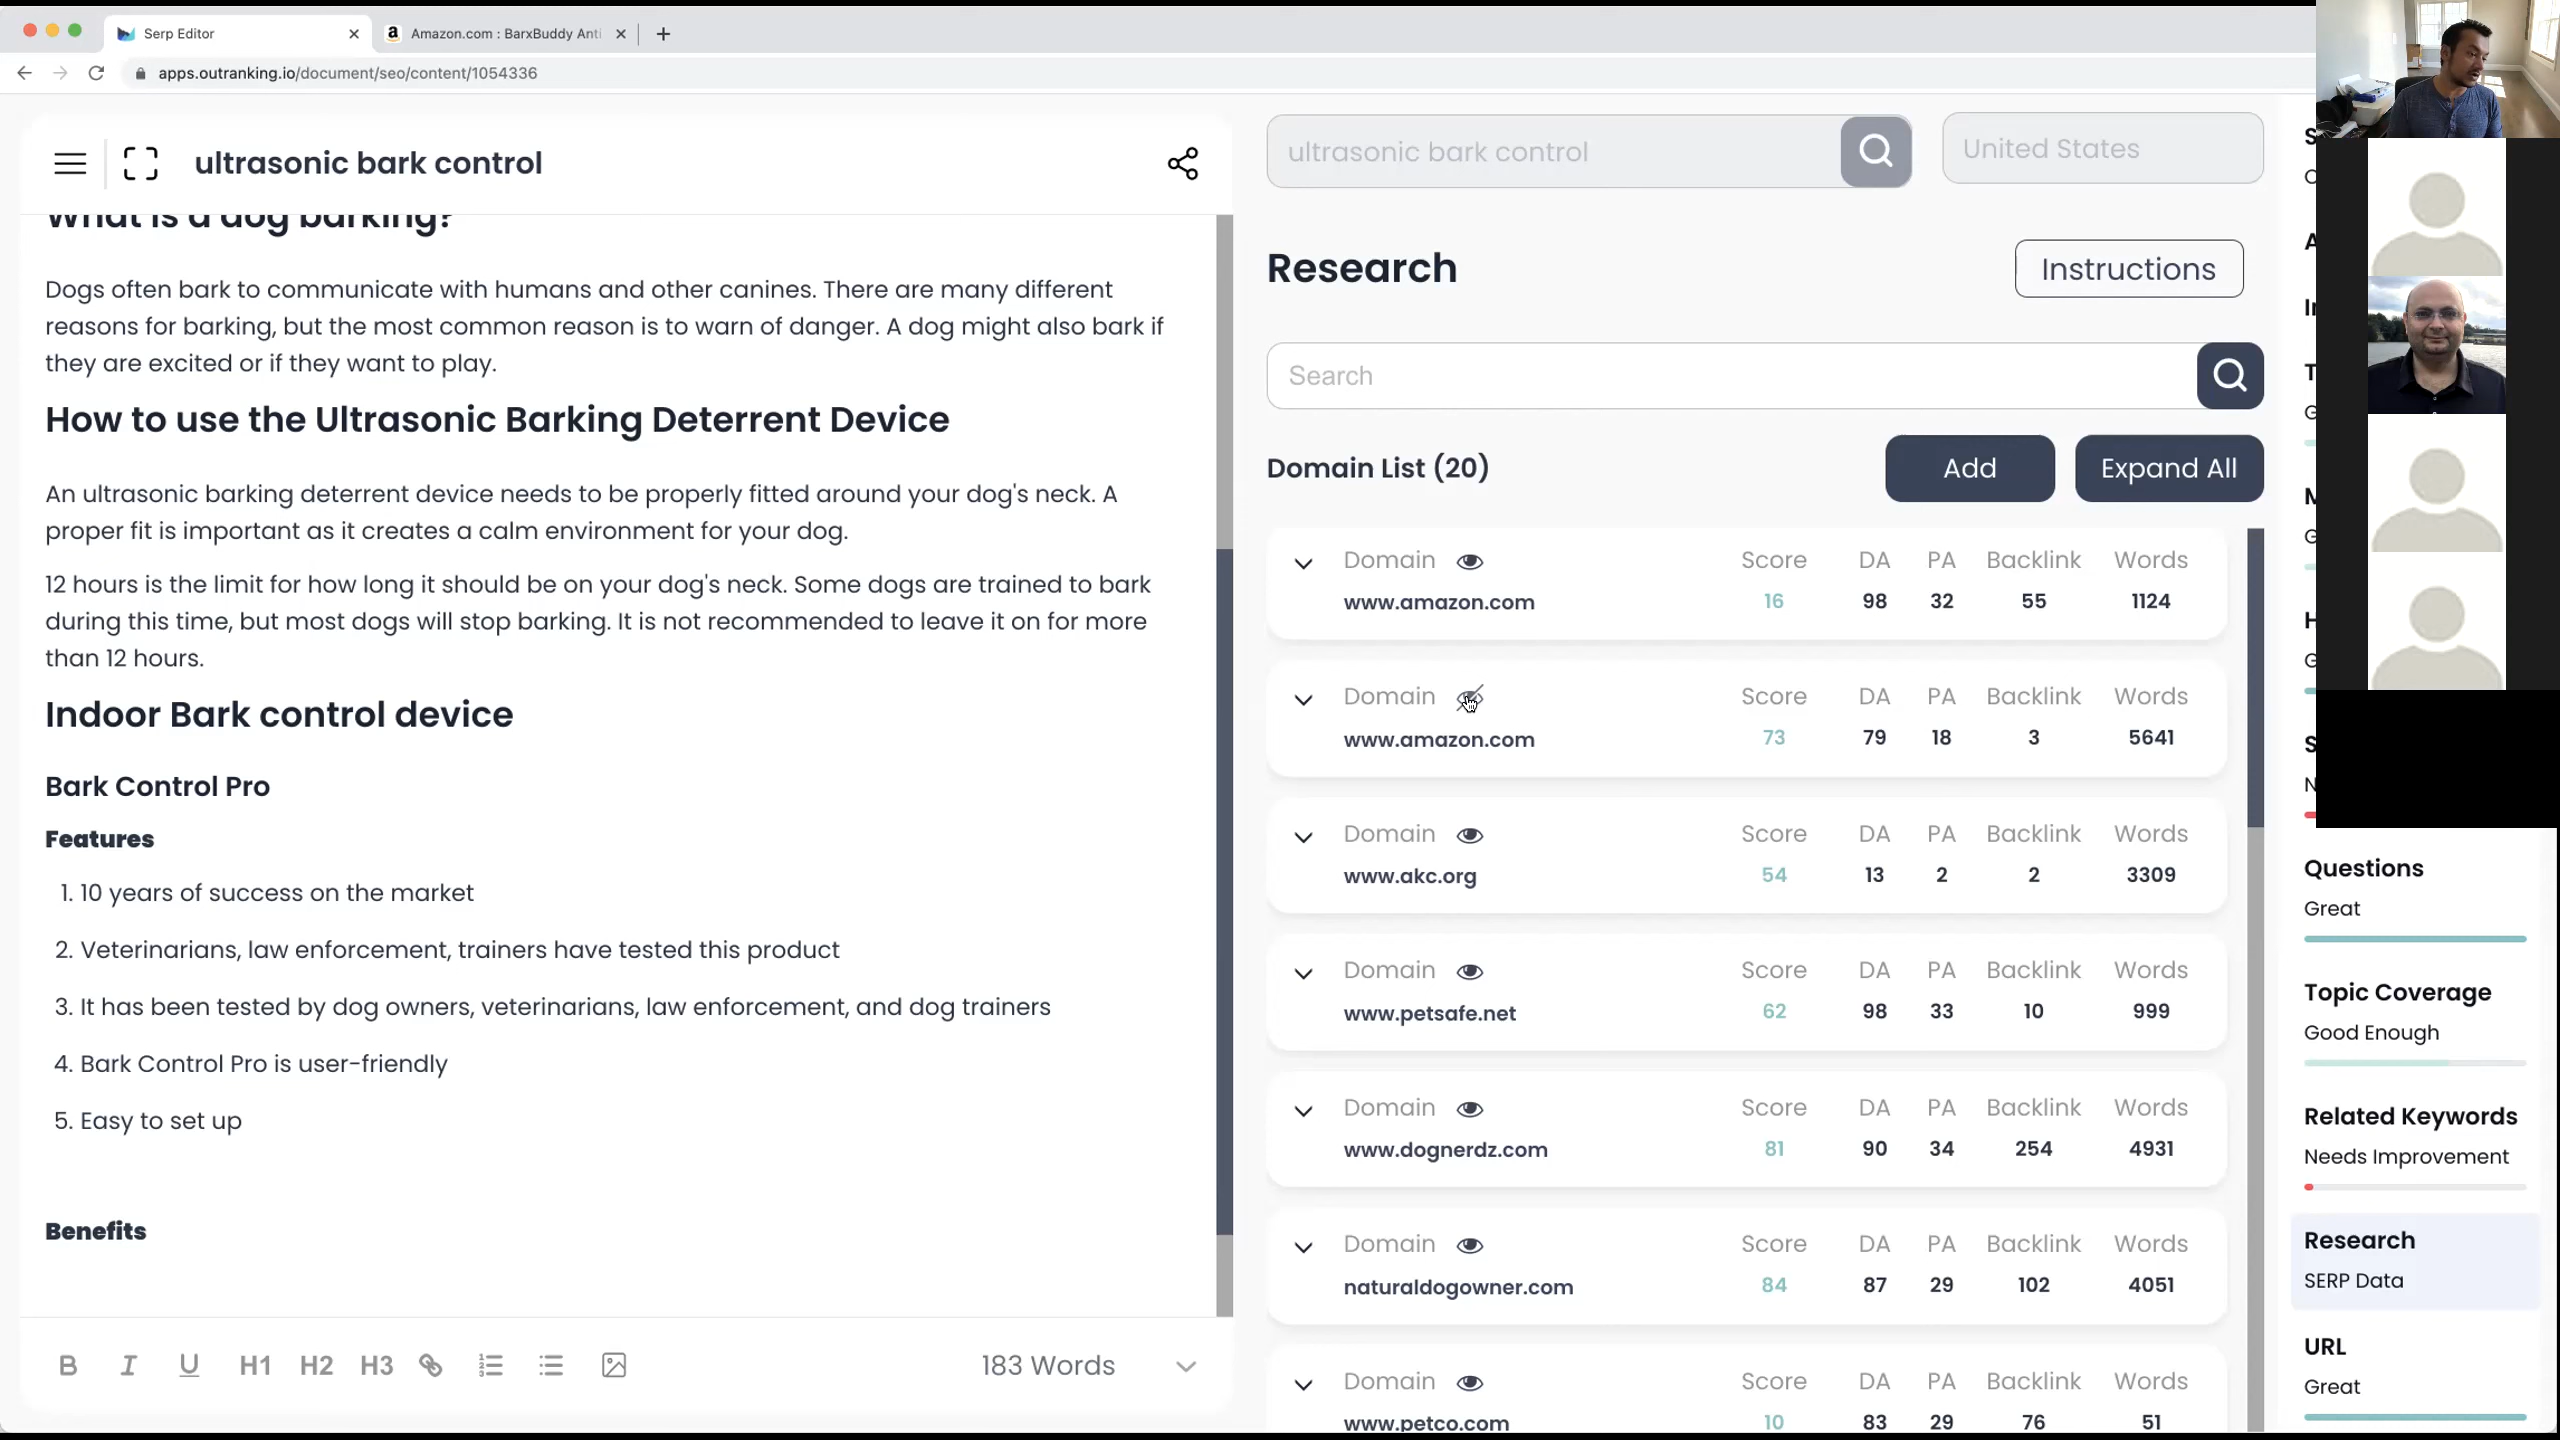 Serp Editor
Amazon.com : BarxBuddy Anti
apps.outranking.io/document/seo/content/1054336
ultrasonic bark control
What is a dog barking?
Dogs often bark to communicate with humans and other canines. There are many different
reasons for barking, but the most common reason is to warn of danger. A dog might also bark if
they are excited or if they want to play.
How to use the Ultrasonic Barking Deterrent Device
An ultrasonic barking deterrent device needs to be properly fitted around your dog's neck. A
proper fit is important as it creates a calm environment for your dog.
12 hours is the limit for how long it should be on your dog's neck. Some dogs are trained to bark
during this time, but most dogs will stop barking. It is not recommended to leave it on for more
than 12 hours.
Indoor Bark control device
Bark Control Pro
Features
1. 10 years of success on the market
2. Veterinarians, law enforcement, trainers have tested this product
3. It has been tested by dog owners, veterinarians, law enforcement, and dog trainers
4. Bark Control Pro is user-friendly
5. Easy to set up
Benefits
B I U H1 H2 H3
183 Words
ultrasonic bark control
United States
Research
Instructions
Search
Domain List (20)
Add
Expand All
Domain Score DA PA Backlink Words
www.amazon.com 16 98 32 55 1124
Domain Score DA PA Backlink Words
www.amazon.com 73 79 18 3 5641
Domain Score DA PA Backlink Words
www.akc.org 54 13 2 2 3309
Domain Score DA PA Backlink Words
www.petsafe.net 62 98 33 10 999
Domain Score DA PA Backlink Words
www.dognerdz.com 81 90 34 254 4931
Domain Score DA PA Backlink Words
naturaldogowner.com 84 87 29 102 4051
Domain Score DA PA Backlink Words
www.petco.com 10 83 29 76 51
Questions
Great
Topic Coverage
Good Enough
Related Keywords
Needs Improvement
Research
SERP Data
URL
Great